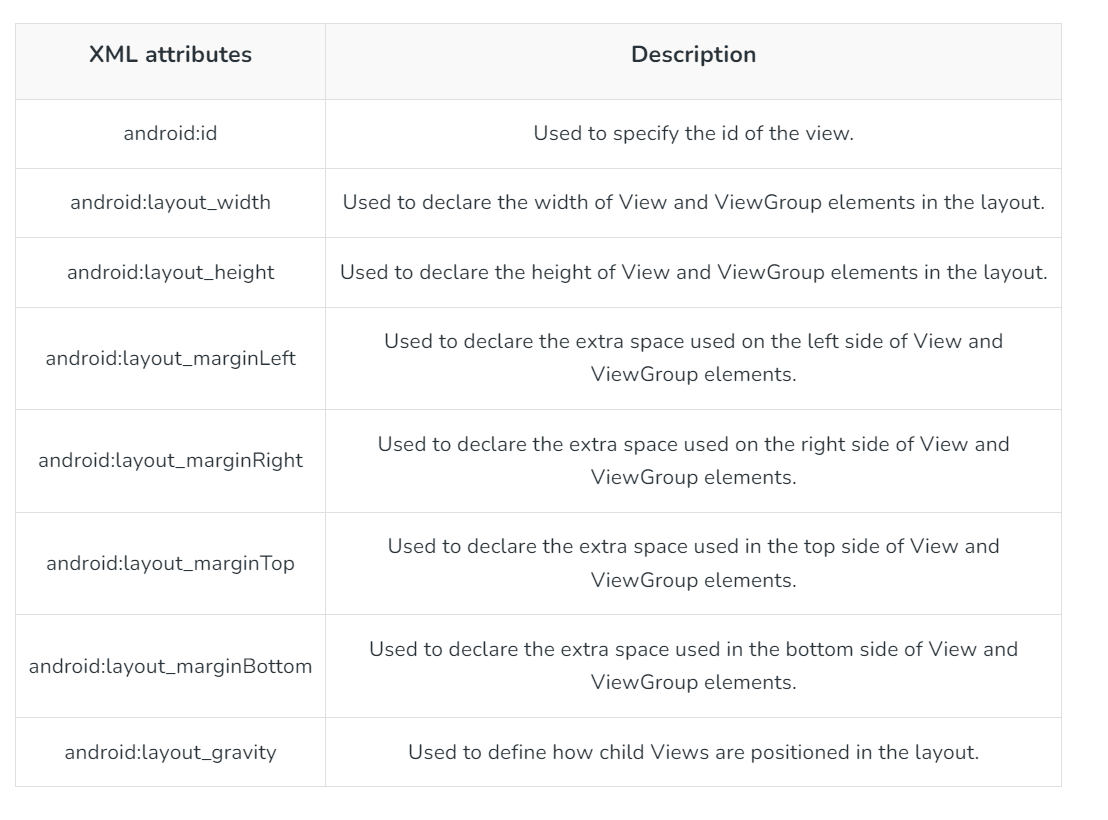 XML attributes
Description
android:id
Used to specify the id of the view.
android:layout_width
Used to declare the width of View and ViewGroup elements in the layout.
android:layout_height
Used to declare the height of View and ViewGroup elements in the layout.
android:layout_marginLeft
Used to declare the extra space used on the left side of View and
ViewGroup elements.
android:layout_marginRight
Used to declare the extra space used on the right side of View and
ViewGroup elements.
android:layout_marginTop
Used to declare the extra space used in the top side of View and
ViewGroup elements.
android:layout_marginBottom
Used to declare the extra space used in the bottom side of View and
ViewGroup elements.
android:layout_gravity
Used to define how child Views are positioned in the layout.